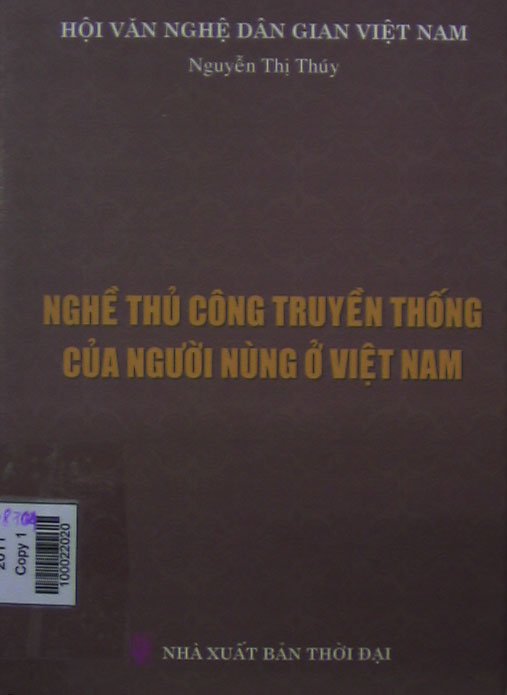 HỘI VĂN NGHỆ DÂN GIAN VIỆT NAM
Nguyễn Thị Thúy
NGHỀ THỦ CÔNG TRUYỀN THỐNG
CỦA NGƯỜI NÙNG Ở VIỆT NAM
2011
Copy 1
100022020
NHÀ XUẤT BẢN THỜI ĐẠI